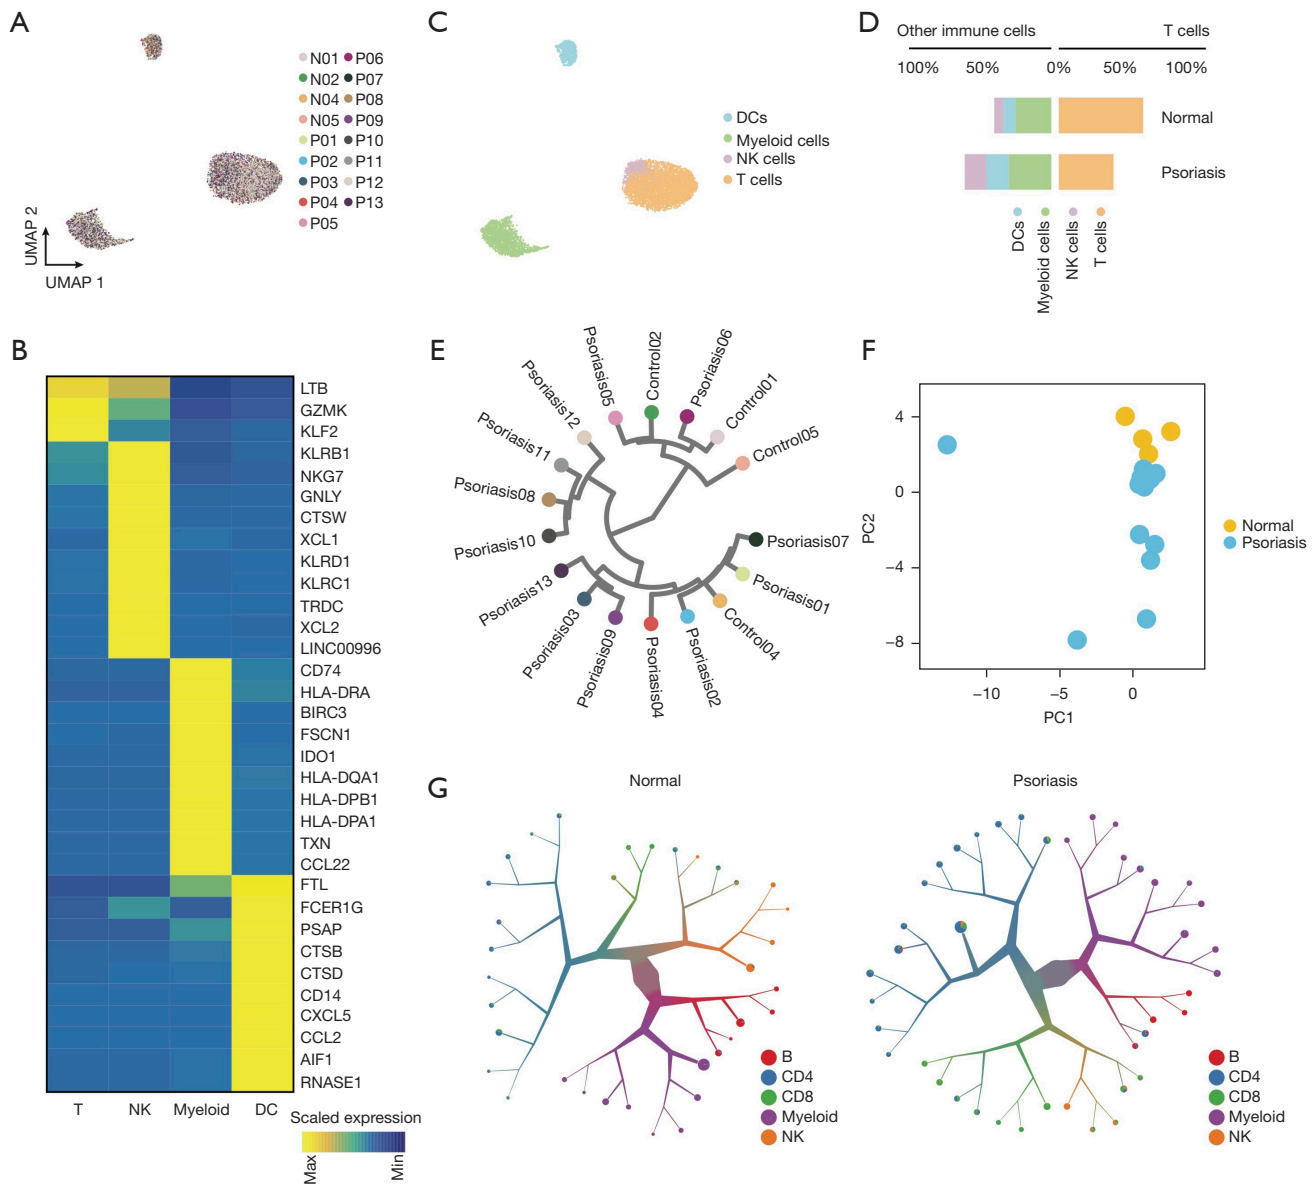 A
N01 P06
N02 P07
N04 P08
N05 P09
P01 P10
P02 P11
P03 P12
P04 P13
P05
UMAP 2
UMAP 1
C
DCs
Myeloid cells
NK cells
T cells
D
Other immune cells T cells
100% 50% 0% 50% 100%
Normal
Psoriasis
DCs
Myeloid cells
NK cells
T cells
B
LTB
GZMK
KLF2
KLRB1
NKG7
GNLY
CTSW
XCL1
KLRD1
KLRC1
TRDC
XCL2
LINC00996
CD74
HLA-DRA
BIRC3
FSCN1
IDO1
HLA-DQA1
HLA-DPB1
HLA-DPA1
TXN
CCL22
FTL
FCER1G
PSAP
CTSB
CTSD
CD14
CXCL5
CCL2
AIF1
RNASE1
T NK Myeloid DC
Scaled expression
Max Min
E
Psoriasis05
Control02
Psoriasis06
Control01
Control05
Psoriasis12
Psoriasis11
Psoriasis08
Psoriasis10
Psoriasis13
Psoriasis03
Psoriasis09
Psoriasis04
Psoriasis02
Control04
Psoriasis01
Psoriasis07
F
4
0
−4
−8
PC2
−10 −5 0
PC1
Normal
Psoriasis
G
Normal
B
CD4
CD8
Myeloid
NK
Psoriasis
B
CD4
CD8
Myeloid
NK